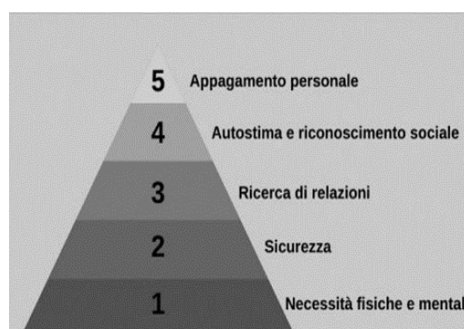 5 Appagamento personale
4 Autostima e riconoscimento sociale
3 Ricerca di relazioni
2 Sicurezza
1 Necessità fisiche e mental